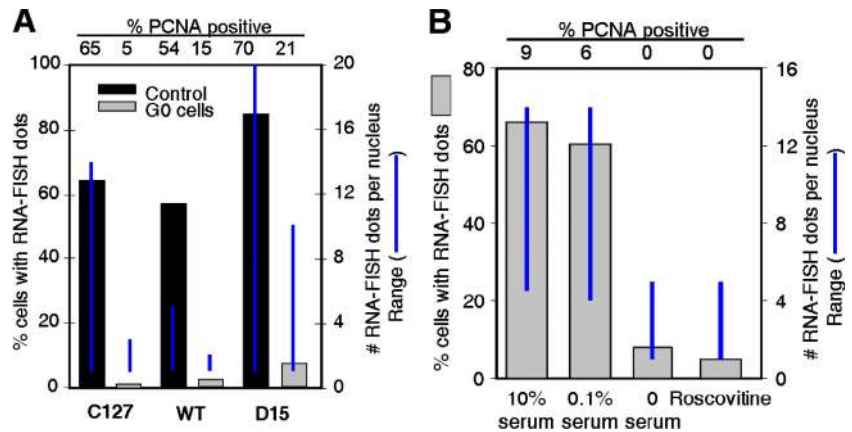 A
% PCNA positive
65 5 54 15 70 21
100
80
60
40
20
0
% cells with RNA-FISH dots
Control
G0 cells
20
16
12
8
4
0
# RNA-FISH dots per nucleus
Range ( )
C127 WT D15
B
% PCNA positive
9 6 0 0
80
60
40
20
0
% cells with RNA-FISH dots
16
12
8
4
0
# RNA-FISH dots per nucleus
Range ( )
10% 0.1% 0 Roscovitine
serum serum serum